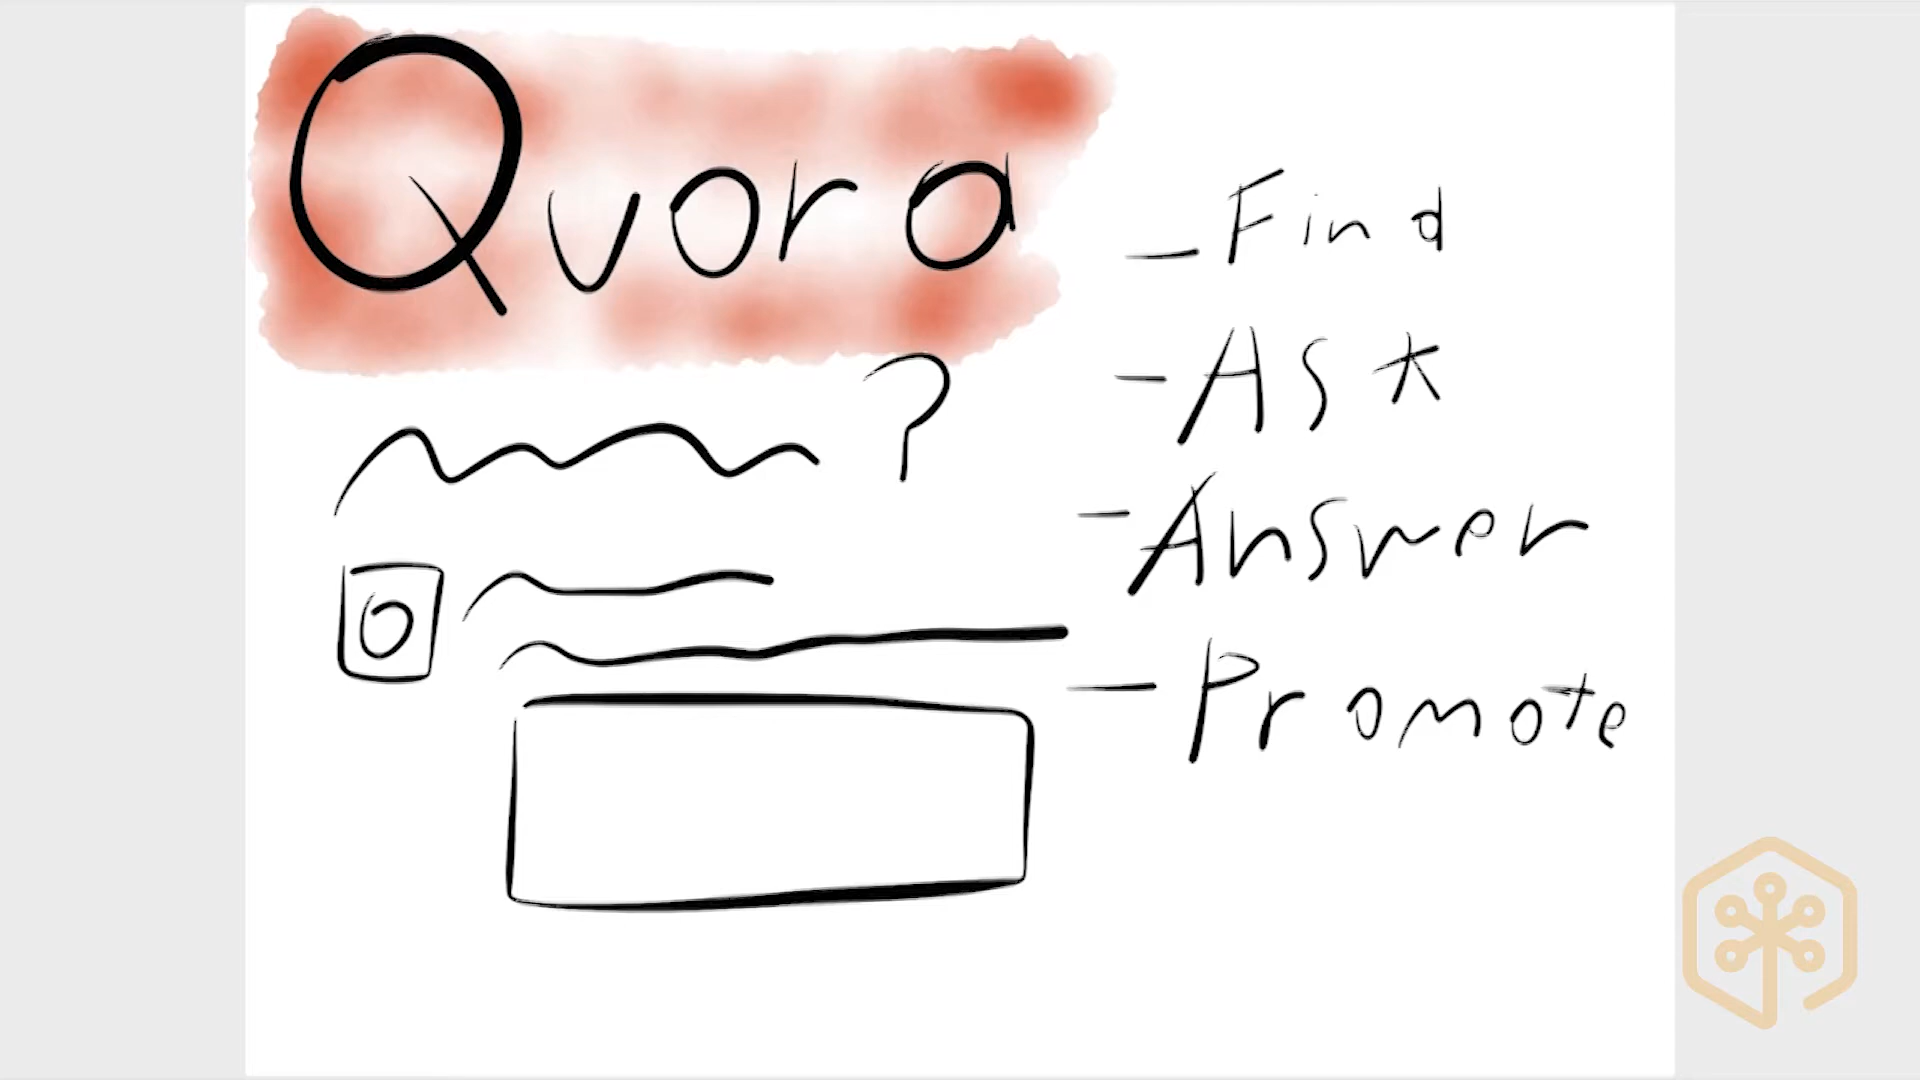 Quora
?
- Find
- Ask
- Answer
- Promote